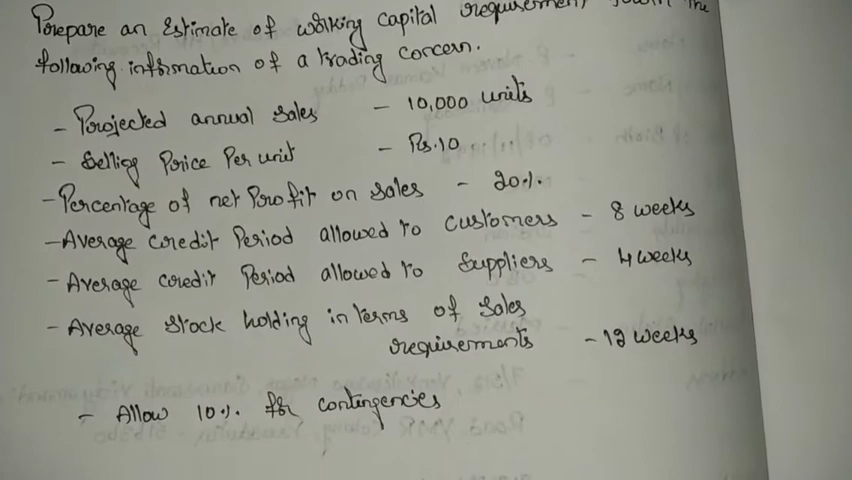 Prepare an Estimate of working capital requirement from the
following information of a trading concern.
- Projected annual sales - 10,000 units
- Selling Price Per unit - Rs.10
- Percentage of net Profit on sales - 20%.
- Average credit Period allowed to customers - 8 weeks
- Average credit Period allowed to Suppliers - 4 weeks
- Average stock holding in terms of sales
requirements - 12 weeks
- Allow 10%. for contingencies